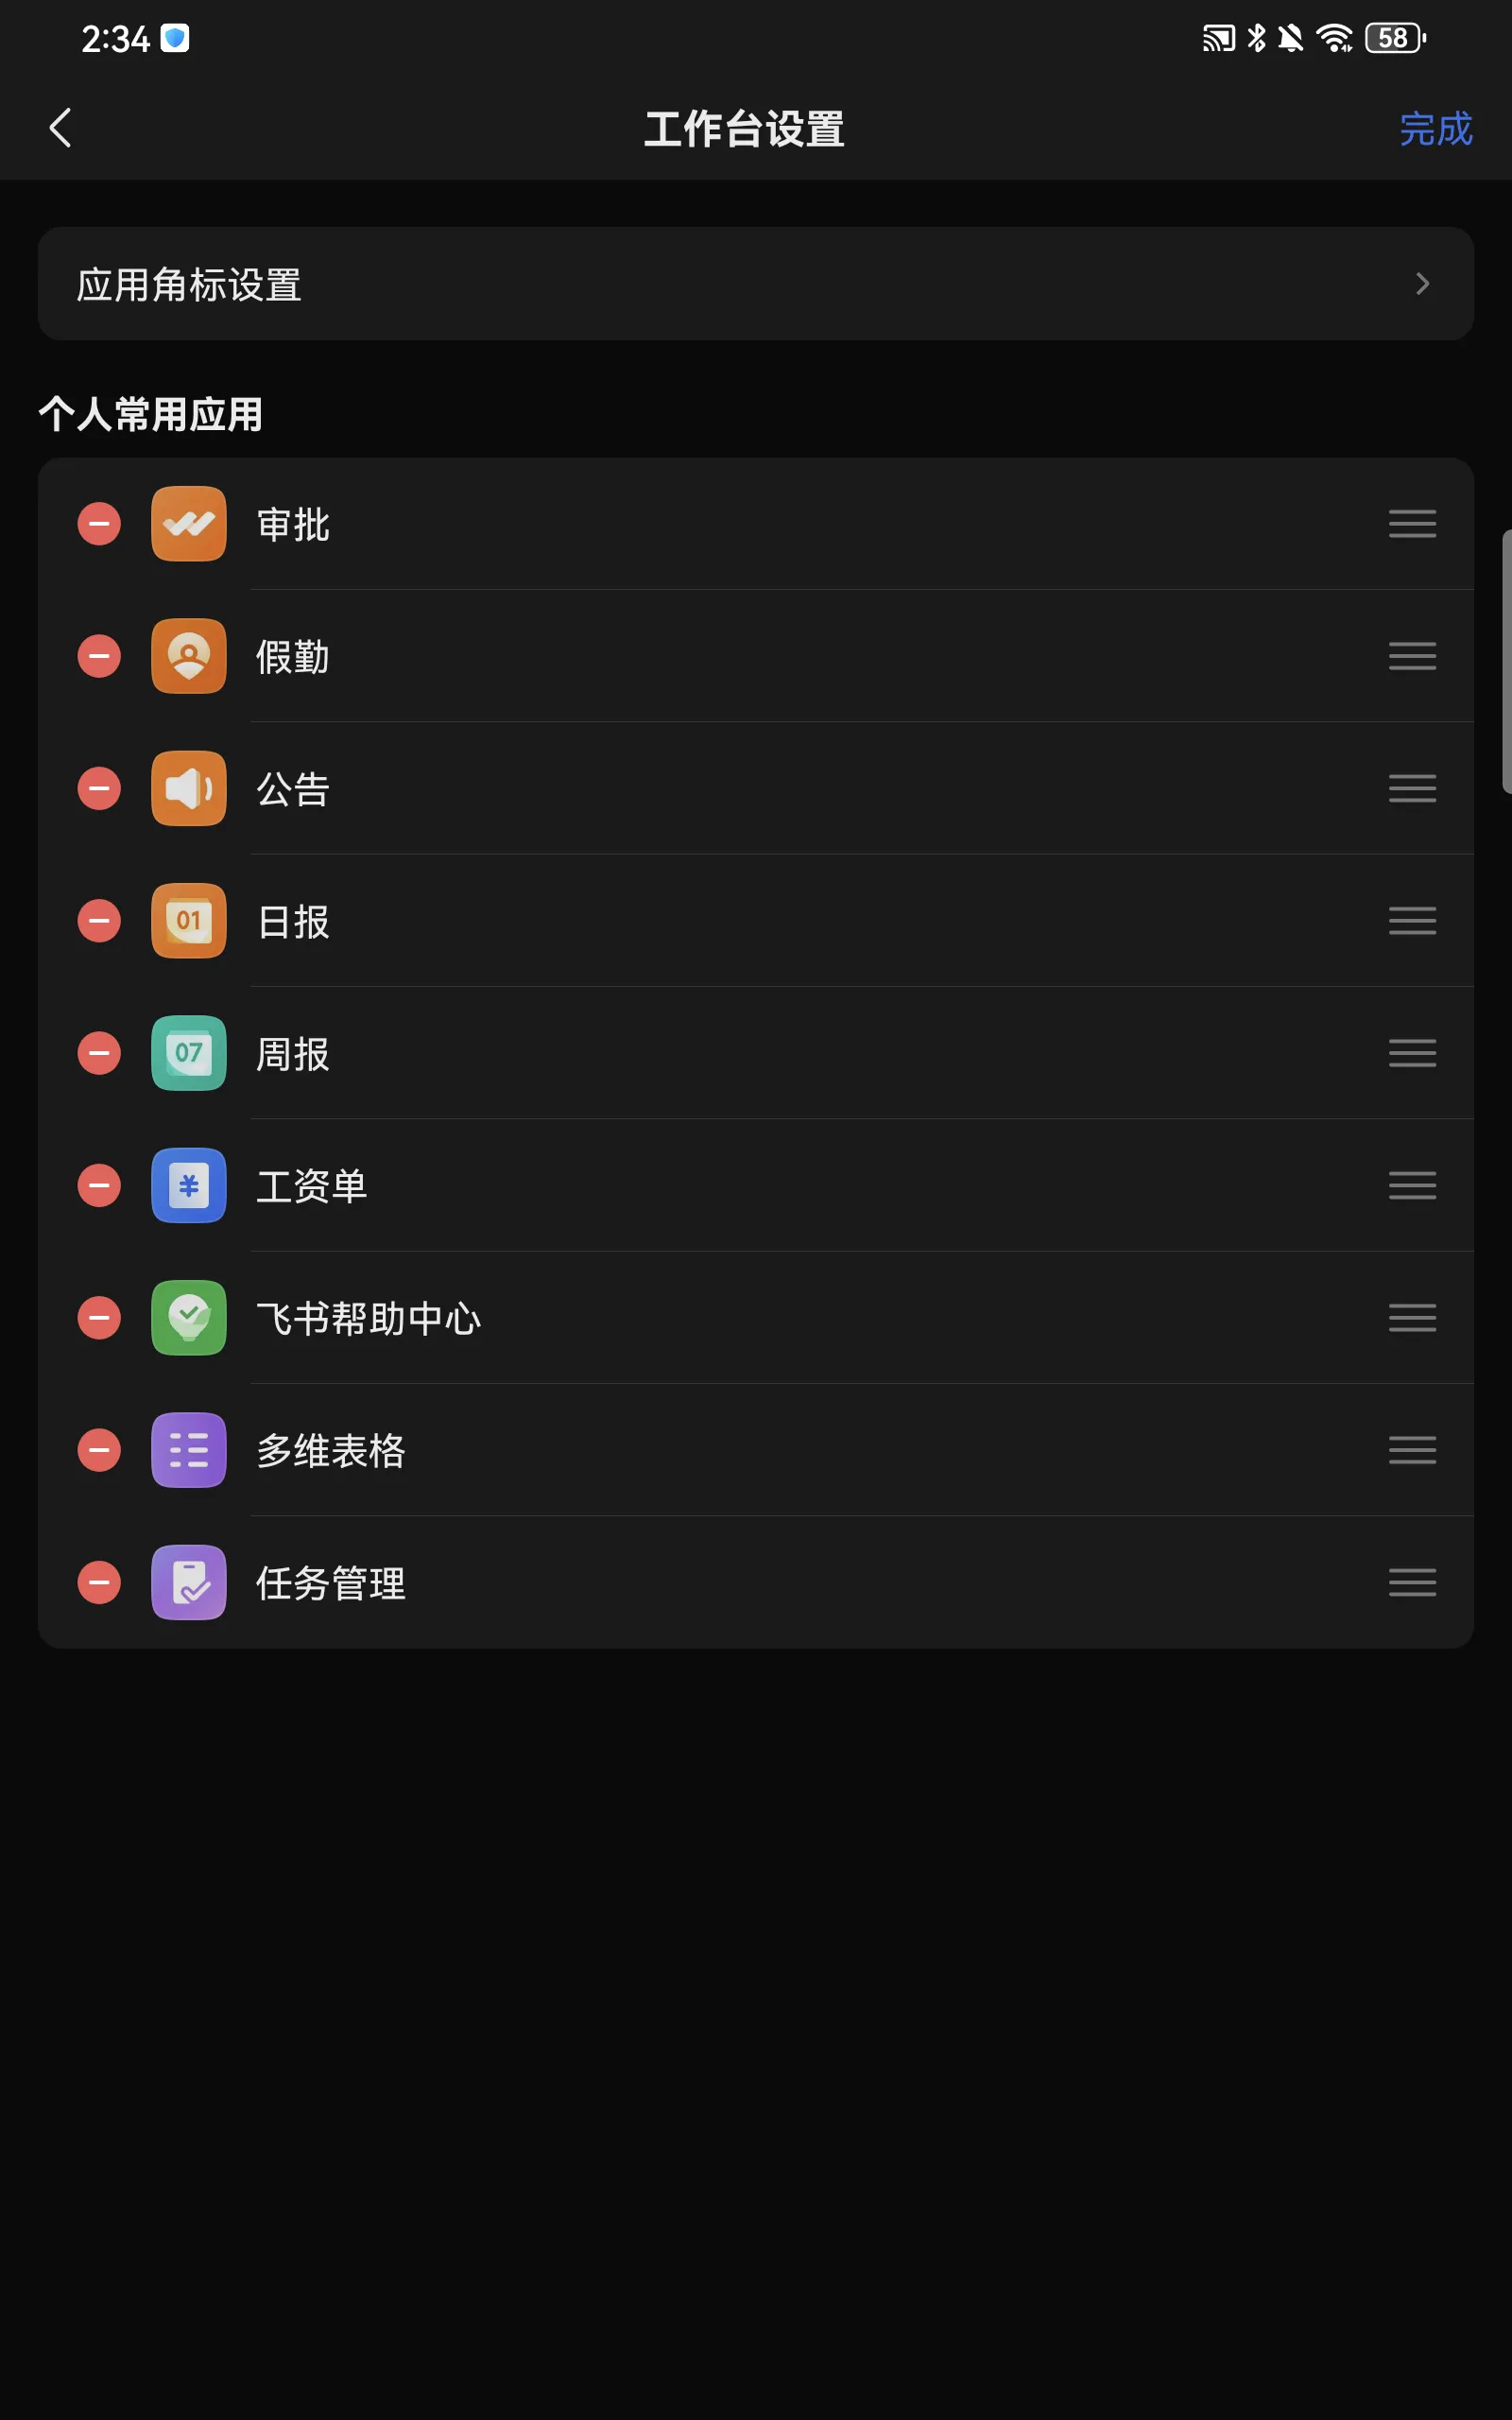 2:34
58
工作台设置
完成
应用角标设置
个人常用应用
审批
假勤
公告
01
日报
07
周报
¥
工资单
飞书帮助中心
多维表格
任务管理